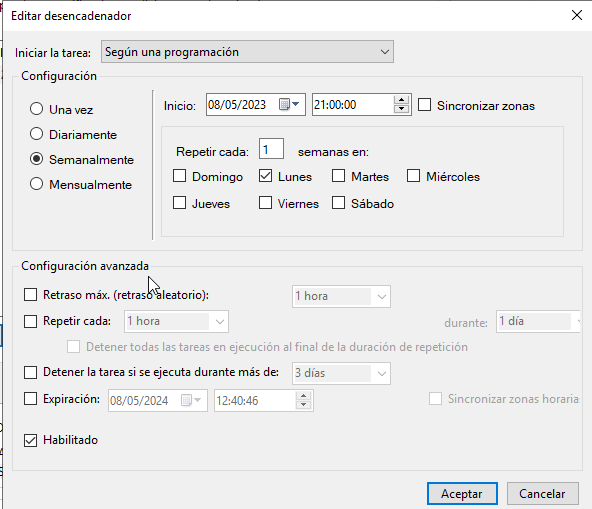 Editar desencadenador
Iniciar la tarea: Según una programación
Configuración
Una vez
Diariamente
Semanalmente
Mensualmente
Inicio: 08/05/2023 21:00:00 Sincronizar zonas
Repetir cada: 1 semanas en:
Domingo Lunes Martes Miércoles
Jueves Viernes Sábado
Configuración avanzada
Retraso máx. (retraso aleatorio): 1 hora
Repetir cada: 1 hora durante: 1 día
Detener todas las tareas en ejecución al final de la duración de repetición
Detener la tarea si se ejecuta durante más de: 3 días
Expiración: 08/05/2024 12:40:46 Sincronizar zonas horaria
Habilitado
Aceptar Cancelar